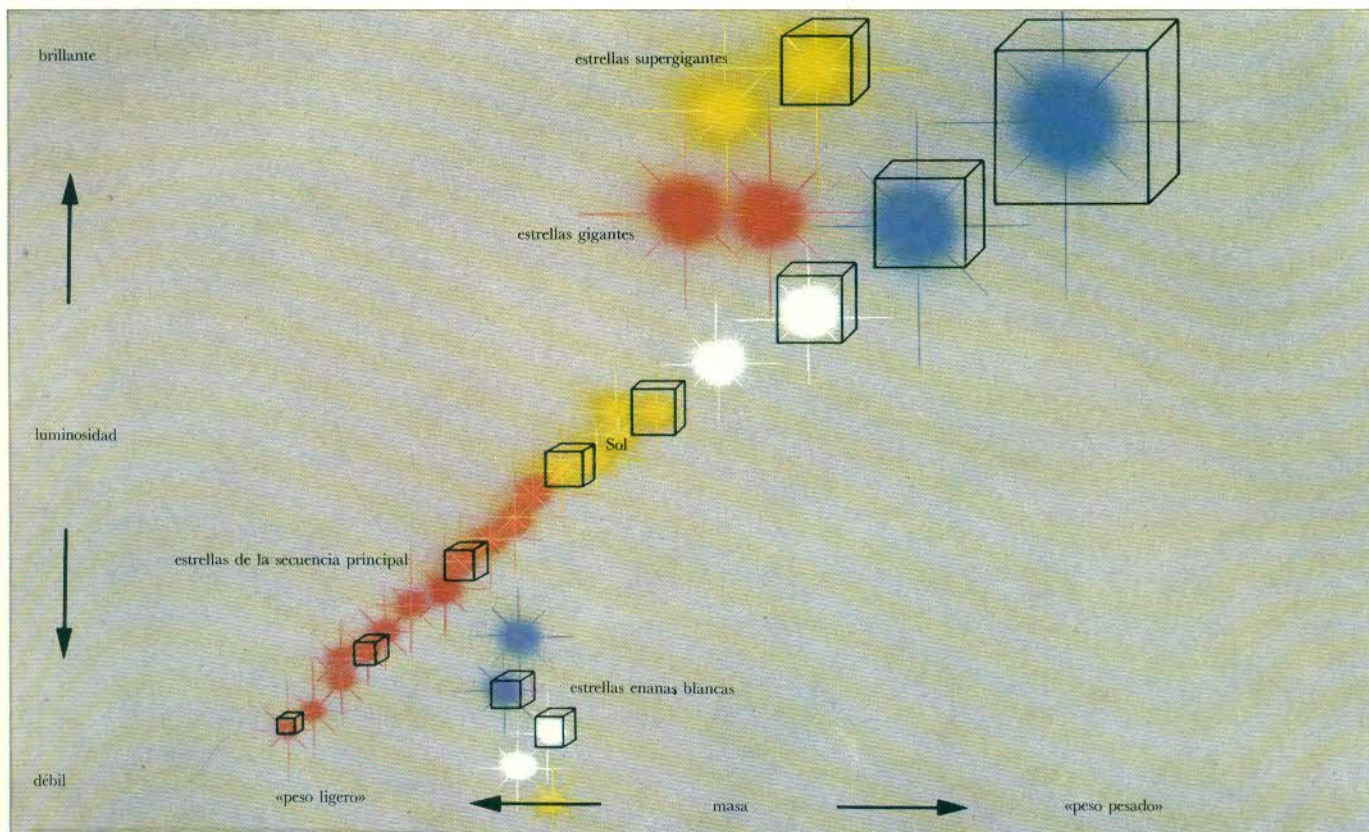 brillante
estrellas supergigantes
estrellas gigantes
luminosidad
Sol
estrellas de la secuencia principal
estrellas enanas blancas
débil
«peso ligero»
masa
«peso pesado»